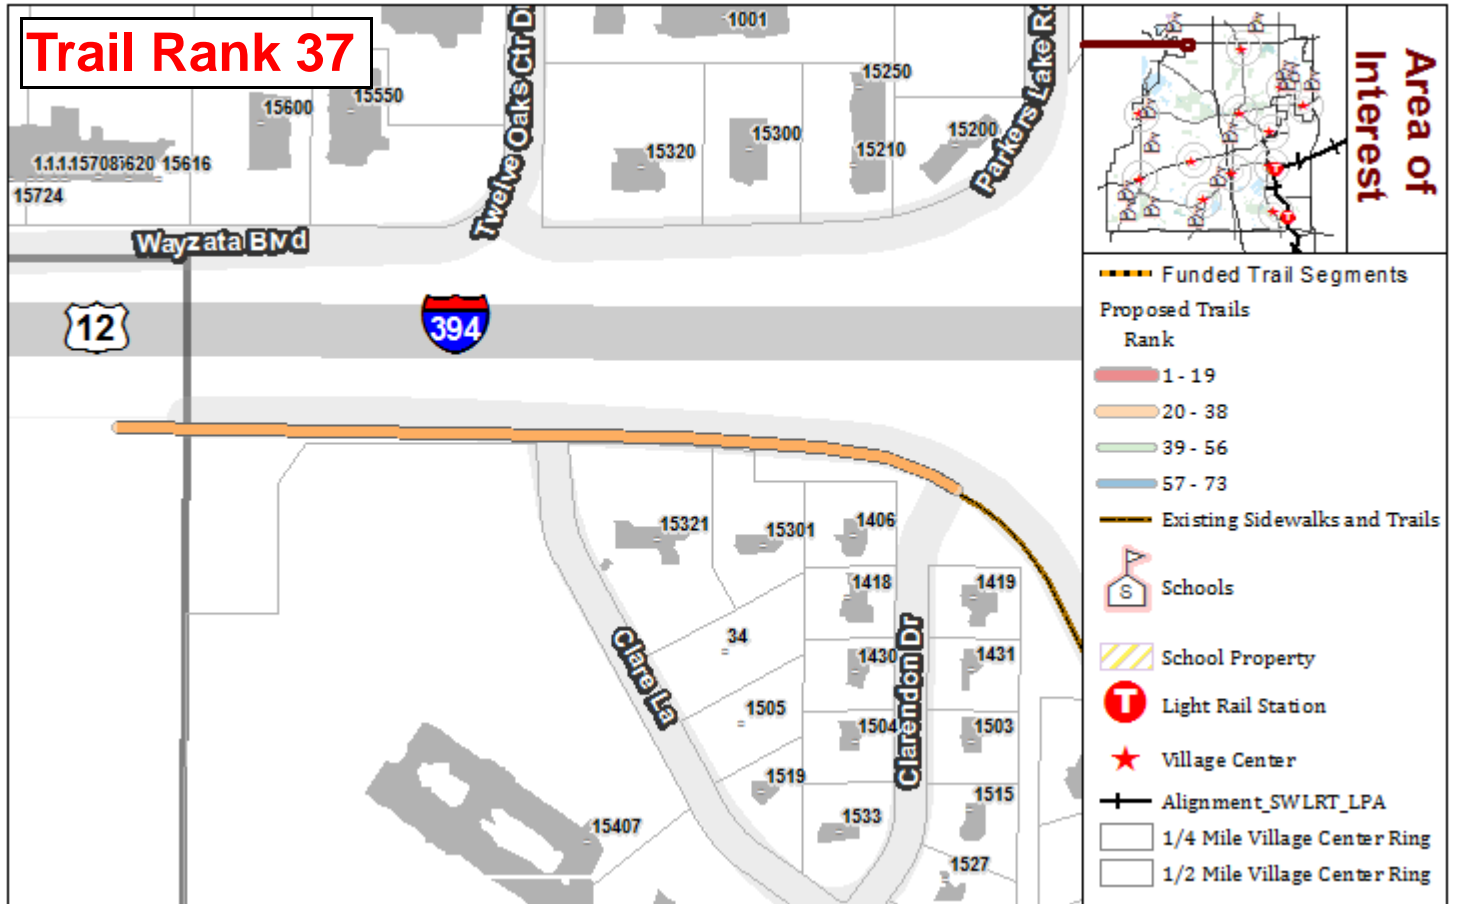 Trail Rank 37
1001
15550
15600
15250
15300
15320
15210
15200
15616
15724
Twelve Oaks Ctr Dr
Parkers Lake Ro
Wayzata Blvd
12
394
15321
15301
1406
1418
1419
34
1430
1431
1505
1504
1503
1519
1515
1533
15407
1527
Clare La
Clarendon Dr
Area of
Interest
Funded Trail Segments
Proposed Trails
Rank
1 - 19
20 - 38
39 - 56
57 - 73
Existing Sidewalks and Trails
S
Schools
School Property
T
Light Rail Station
Village Center
Alignment_SWLRT_LPA
1/4 Mile Village Center Ring
1/2 Mile Village Center Ring